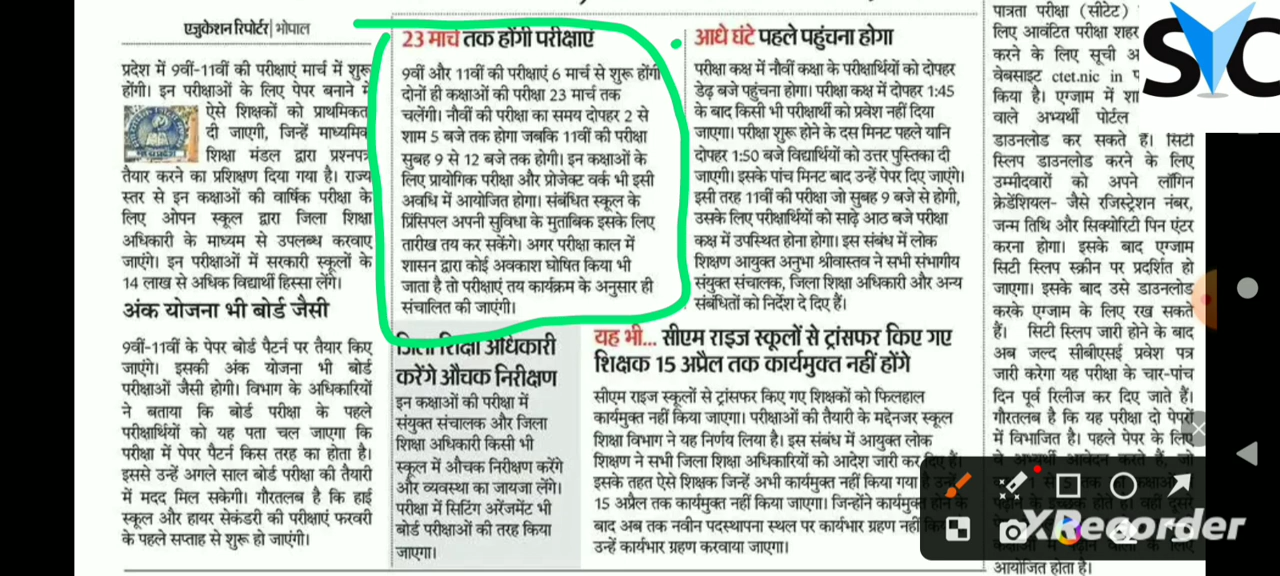 एजुकेशन रिपोर्टर | भोपाल
प्रदेश में 9वीं-11वीं की परीक्षाएं मार्च में शुरू
होंगी। इन परीक्षाओं के लिए पेपर बनाने में
ऐसे शिक्षकों को प्राथमिकता
दी जाएगी, जिन्हें माध्यमिक
शिक्षा मंडल द्वारा प्रश्नपत्र
तैयार करने का प्रशिक्षण दिया गया है। राज्य
स्तर से इन कक्षाओं की वार्षिक परीक्षा के
लिए ओपन स्कूल द्वारा जिला शिक्षा
अधिकारी के माध्यम से उपलब्ध करवाए
जाएंगे। इन परीक्षाओं में सरकारी स्कूलों के
14 लाख से अधिक विद्यार्थी हिस्सा लेंगे।
अंक योजना भी बोर्ड जैसी
9वीं-11वीं के पेपर बोर्ड पैटर्न पर तैयार किए
जाएंगे। इसकी अंक योजना भी बोर्ड
परीक्षाओं जैसी होगी। विभाग के अधिकारियों
ने बताया कि बोर्ड परीक्षा के पहले
परीक्षार्थियों को यह पता चल जाएगा कि
परीक्षा में पेपर पैटर्न किस तरह का होता है।
इससे उन्हें अगले साल बोर्ड परीक्षा की तैयारी
में मदद मिल सकेगी। गौरतलब है कि हाई
स्कूल और हायर सेकंडरी की परीक्षाएं फरवरी
के पहले सप्ताह से शुरू हो जाएंगी।
23 मार्च तक होंगी परीक्षाएं
9वीं और 11वीं की परीक्षाएं 6 मार्च से शुरू होंगी
दोनों ही कक्षाओं की परीक्षा 23 मार्च तक
चलेंगी। नौवीं की परीक्षा का समय दोपहर 2 से
शाम 5 बजे तक होगा जबकि 11वीं की परीक्षा
सुबह 9 से 12 बजे तक होगी। इन कक्षाओं के
लिए प्रायोगिक परीक्षा और प्रोजेक्ट वर्क भी इसी
अवधि में आयोजित होगा। संबंधित स्कूल के
प्रिंसिपल अपनी सुविधा के मुताबिक इसके लिए
तारीख तय कर सकेंगे। अगर परीक्षा काल में
शासन द्वारा कोई अवकाश घोषित किया भी
जाता है तो परीक्षाएं तय कार्यक्रम के अनुसार ही
संचालित की जाएंगी।
जिला शिक्षा अधिकारी
करेंगे औचक निरीक्षण
इन कक्षाओं की परीक्षा में
संयुक्त संचालक और जिला
शिक्षा अधिकारी किसी भी
स्कूल में औचक निरीक्षण करेंगे
और व्यवस्था का जायजा लेंगे।
परीक्षा में सिटिंग अरेंजमेंट भी
बोर्ड परीक्षाओं की तरह किया
जाएगा।
आधे घंटे पहले पहुंचना होगा
परीक्षा कक्ष में नौवीं कक्षा के परीक्षार्थियों को दोपहर
डेढ़ बजे पहुंचना होगा। परीक्षा कक्ष में दोपहर 1:45
के बाद किसी भी परीक्षार्थी को प्रवेश नहीं दिया
जाएगा। परीक्षा शुरू होने के दस मिनट पहले यानि
दोपहर 1:50 बजे विद्यार्थियों को उत्तर पुस्तिका दी
जाएगी। इसके पांच मिनट बाद उन्हें पेपर दिए जाएंगे।
इसी तरह 11वीं की परीक्षा जो सुबह 9 बजे से होगी,
उसके लिए परीक्षार्थियों को साढ़े आठ बजे परीक्षा
कक्ष में उपस्थित होना होगा। इस संबंध में लोक
शिक्षण आयुक्त अनुभा श्रीवास्तव ने सभी संभागीय
संयुक्त संचालक, जिला शिक्षा अधिकारी और अन्य
संबंधितों को निर्देश दे दिए हैं।
यह भी... सीएम राइज स्कूलों से ट्रांसफर किए गए
शिक्षक 15 अप्रैल तक कार्यमुक्त नहीं होंगे
सीएम राइज स्कूलों से ट्रांसफर किए गए शिक्षकों को फिलहाल
कार्यमुक्त नहीं किया जाएगा। परीक्षाओं की तैयारी के मद्देनजर स्कूल
शिक्षा विभाग ने यह निर्णय लिया है। इस संबंध में आयुक्त लोक
शिक्षण ने सभी जिला शिक्षा अधिकारियों को आदेश जारी कर दिए हैं।
इसके तहत ऐसे शिक्षक जिन्हें अभी कार्यमुक्त नहीं किया गया है उन्हें
15 अप्रैल तक कार्यमुक्त नहीं किया जाएगा। जिन्होंने कार्यमुक्त होने के
बाद अब तक नवीन पदस्थापना स्थल पर कार्यभार ग्रहण नहीं
उन्हें कार्यभार ग्रहण करवाया जाएगा।
पात्रता परीक्षा (सीटेट)
लिए आवंटित परीक्षा शहर
करने के लिए सूची
वेबसाइट ctet.nic in
किया है। एग्जाम में
वाले अभ्यर्थी पोर्टल
डाउनलोड कर सकते हैं। सिटी
स्लिप डाउनलोड करने के लिए
उम्मीदवारों को अपने लॉगिन
क्रेडेंशियल- जैसे रजिस्ट्रेशन नंबर,
जन्म तिथि और सिक्योरिटी पिन एंटर
करना होगा। इसके बाद एग्जाम
सिटी स्लिप स्क्रीन पर प्रदर्शित हो
जाएगा। इसके बाद उसे डाउनलोड
करके एग्जाम के लिए रख सकते
हैं। सिटी स्लिप जारी होने के बाद
अब जल्द सीबीएसई प्रवेश पत्र
जारी करेगा यह परीक्षा के चार-पांच
दिन पूर्व रिलीज कर दिए जाते हैं।
गौरतलब है कि यह परीक्षा दो पेपरों
में विभाजित है। पहले पेपर के लिए
आयोजित होता है।
SC
XRecorder